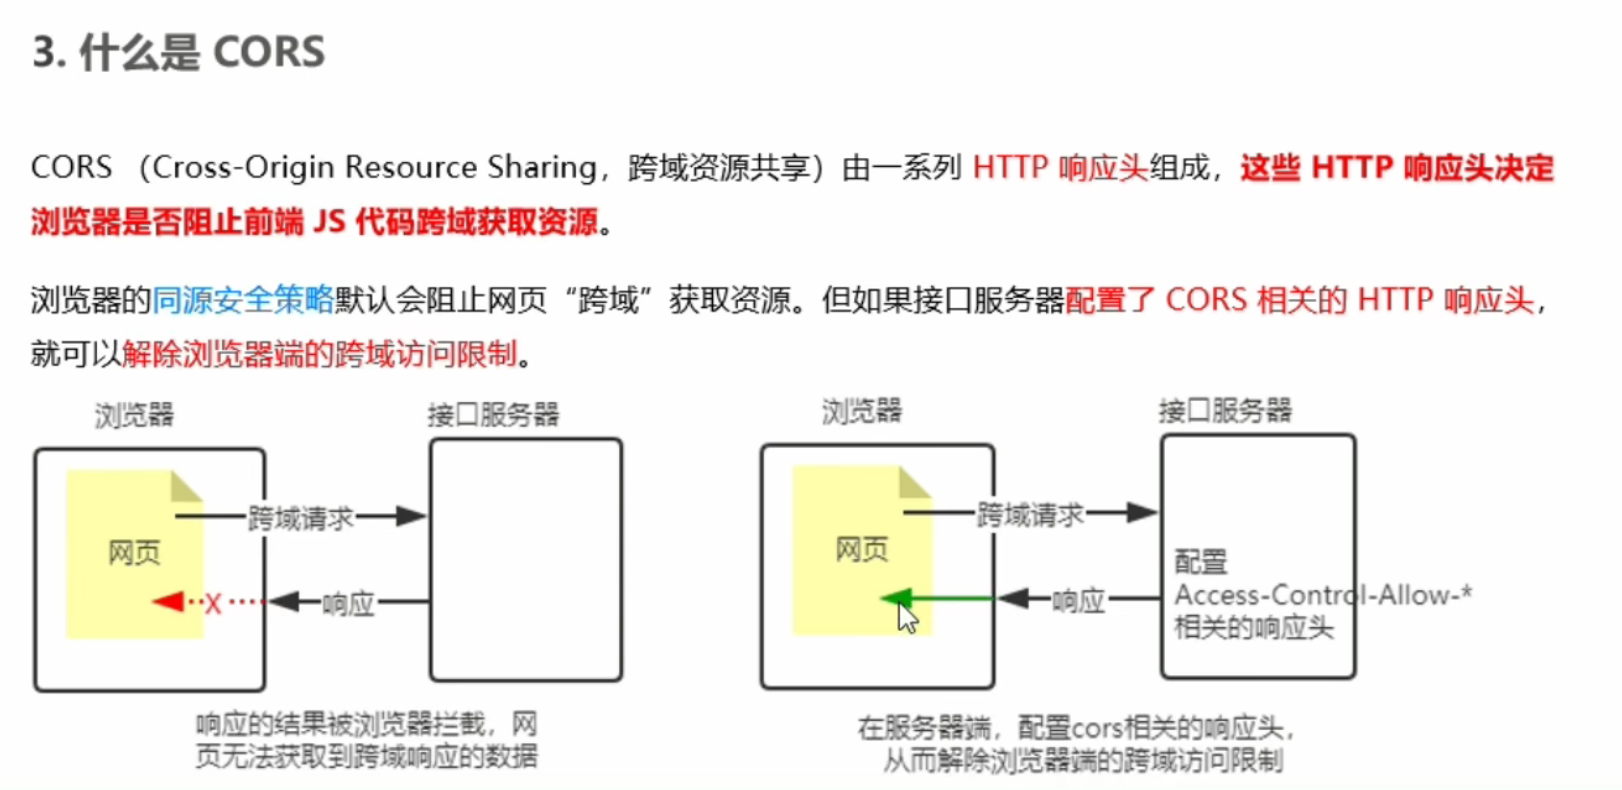 3. 什么是 CORS
CORS （Cross-Origin Resource Sharing，跨域资源共享）由一系列 HTTP 响应头组成，这些 HTTP 响应头决定
浏览器是否阻止前端 JS 代码跨域获取资源。
浏览器的同源安全策略默认会阻止网页“跨域”获取资源。但如果接口服务器配置了 CORS 相关的 HTTP 响应头，
就可以解除浏览器端的跨域访问限制。
浏览器
接口服务器
跨域请求
网页
X
响应
响应的结果被浏览器拦截，网
页无法获取到跨域响应的数据
浏览器
接口服务器
跨域请求
网页
响应
配置
Access-Control-Allow-*
相关的响应头
在服务器端，配置cors相关的响应头，
从而解除浏览器端的跨域访问限制